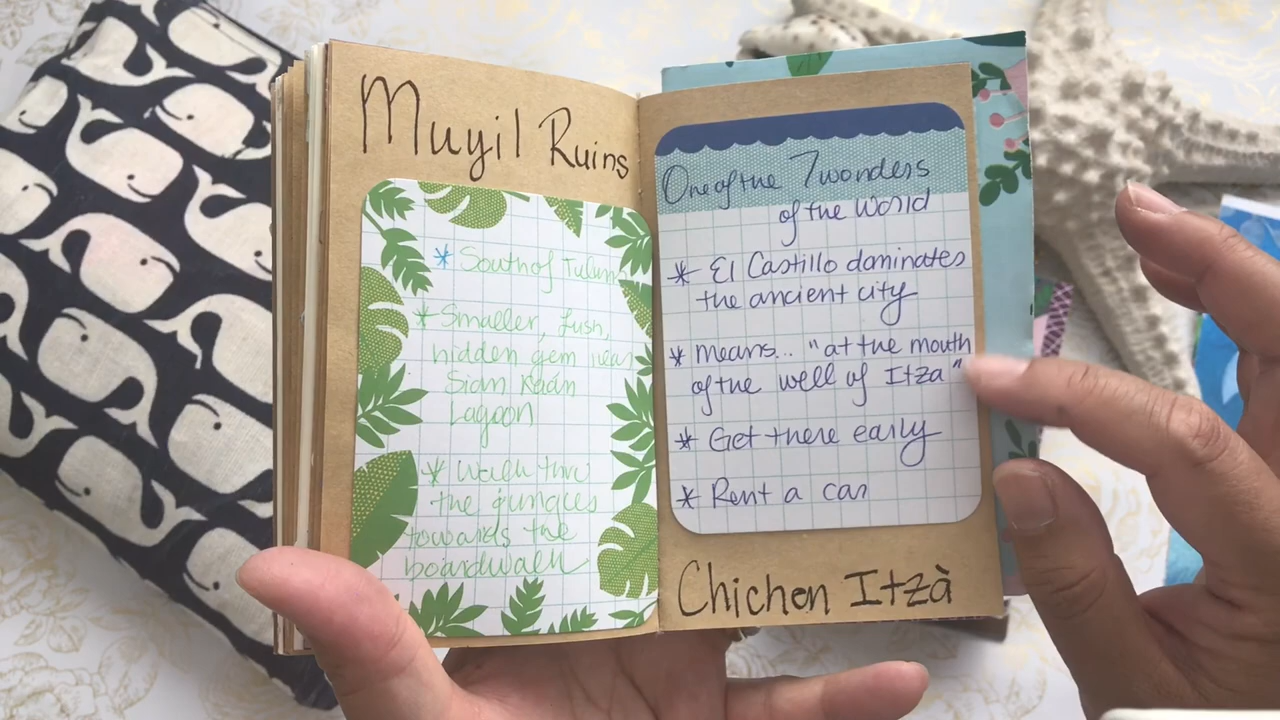 Muyil Ruins
* South of Tulum
* Smaller, lush,
hidden gem near
Sian Kaán
Lagoon
* Walk thru
the jungles
towards the
boardwalk
One of the 7 wonders
of the World
* El Castillo dominates
the ancient city
* Means... "at the mouth
of the well of Itza"
* Get there early
* Rent a car
Chichen Itzà